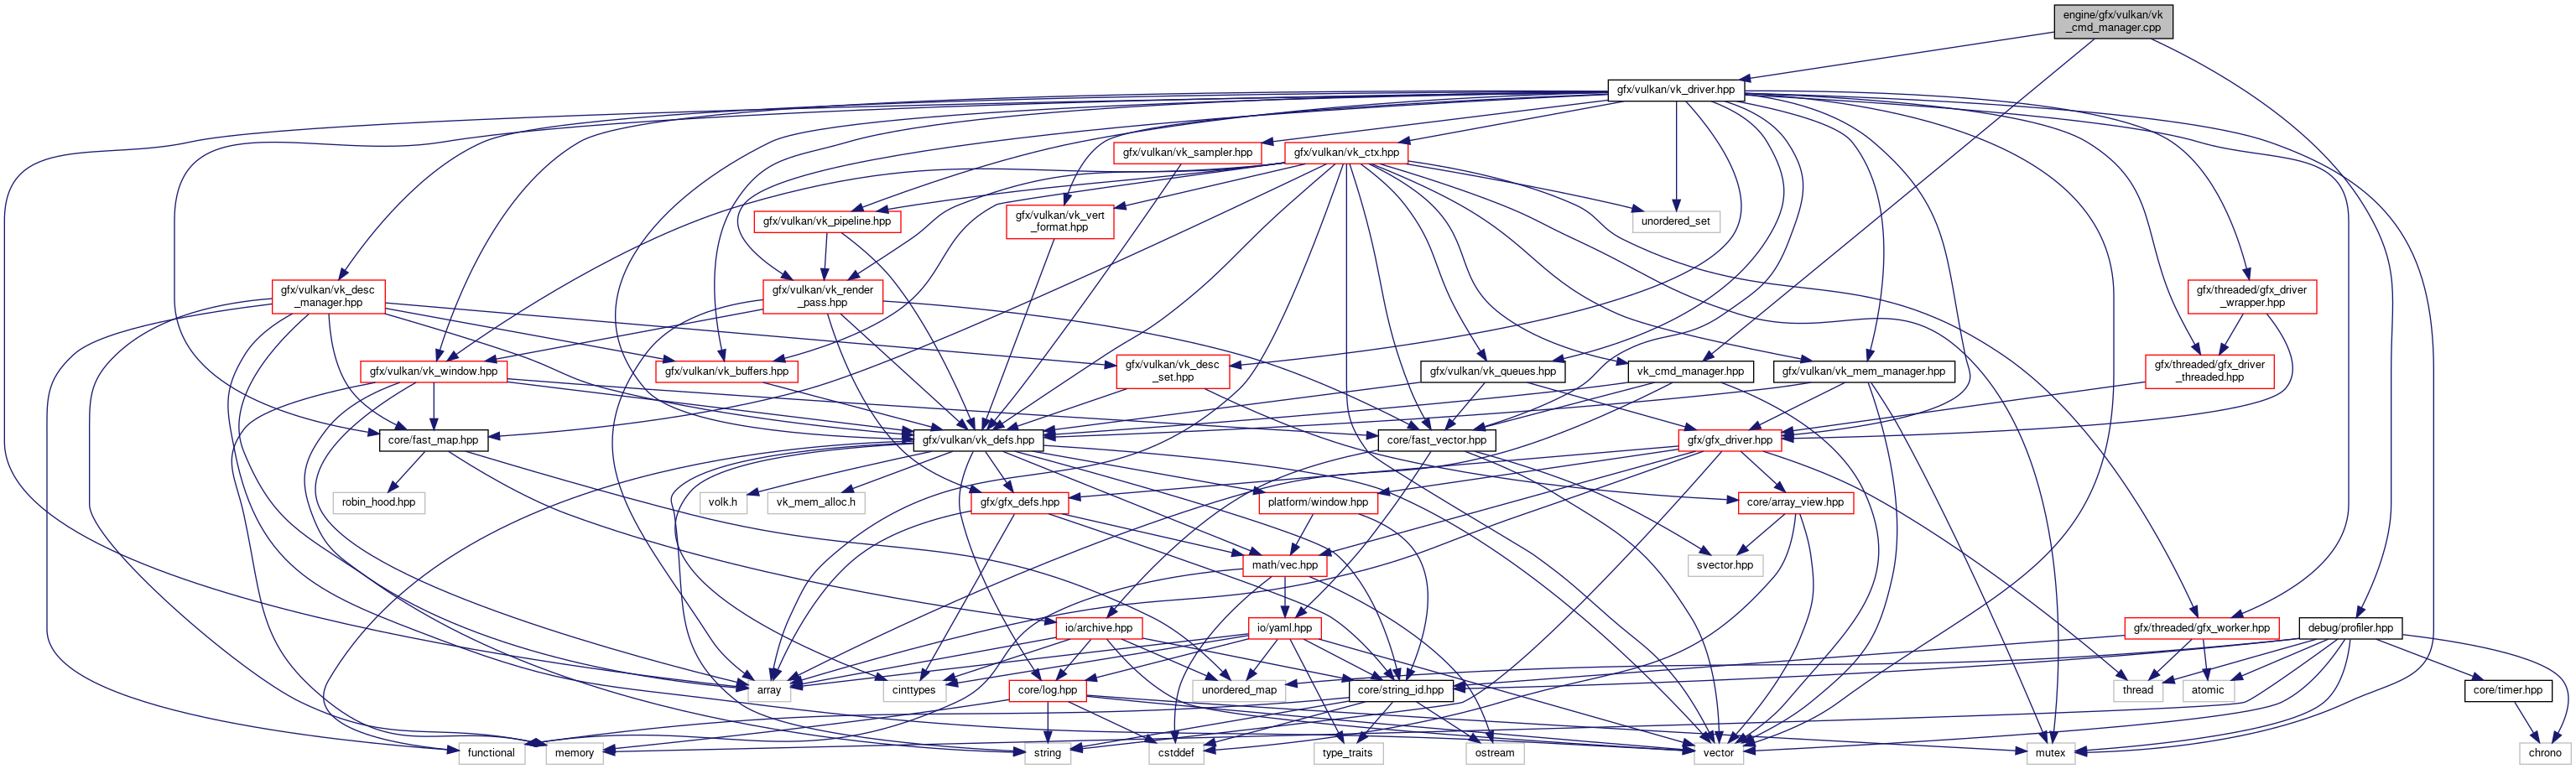 engine/gfx/vulkan/vk
_cmd_manager.cpp
gfx/vulkan/vk_driver.hpp
gfx/vulkan/vk_sampler.hpp
gfx/vulkan/vk_ctx.hpp
gfx/vulkan/vk_pipeline.hpp
gfx/vulkan/vk_vert
_format.hpp
unordered_set
gfx/vulkan/vk_desc
_manager.hpp
gfx/vulkan/vk_render
_pass.hpp
gfx/threaded/gfx_driver
_wrapper.hpp
gfx/vulkan/vk_window.hpp
gfx/vulkan/vk_buffers.hpp
gfx/vulkan/vk_desc
_set.hpp
gfx/vulkan/vk_queues.hpp
vk_cmd_manager.hpp
gfx/vulkan/vk_mem_manager.hpp
gfx/threaded/gfx_driver
_threaded.hpp
core/fast_map.hpp
gfx/vulkan/vk_defs.hpp
core/fast_vector.hpp
gfx/gfx_driver.hpp
robin_hood.hpp
volk.h
vk_mem_alloc.h
gfx/gfx_defs.hpp
platform/window.hpp
core/array_view.hpp
math/vec.hpp
svector.hpp
io/archive.hpp
io/yaml.hpp
gfx/threaded/gfx_worker.hpp
debug/profiler.hpp
array
cinttypes
core/log.hpp
unordered_map
core/string_id.hpp
thread
atomic
core/timer.hpp
functional
memory
string
cstddef
type_traits
ostream
vector
mutex
chrono